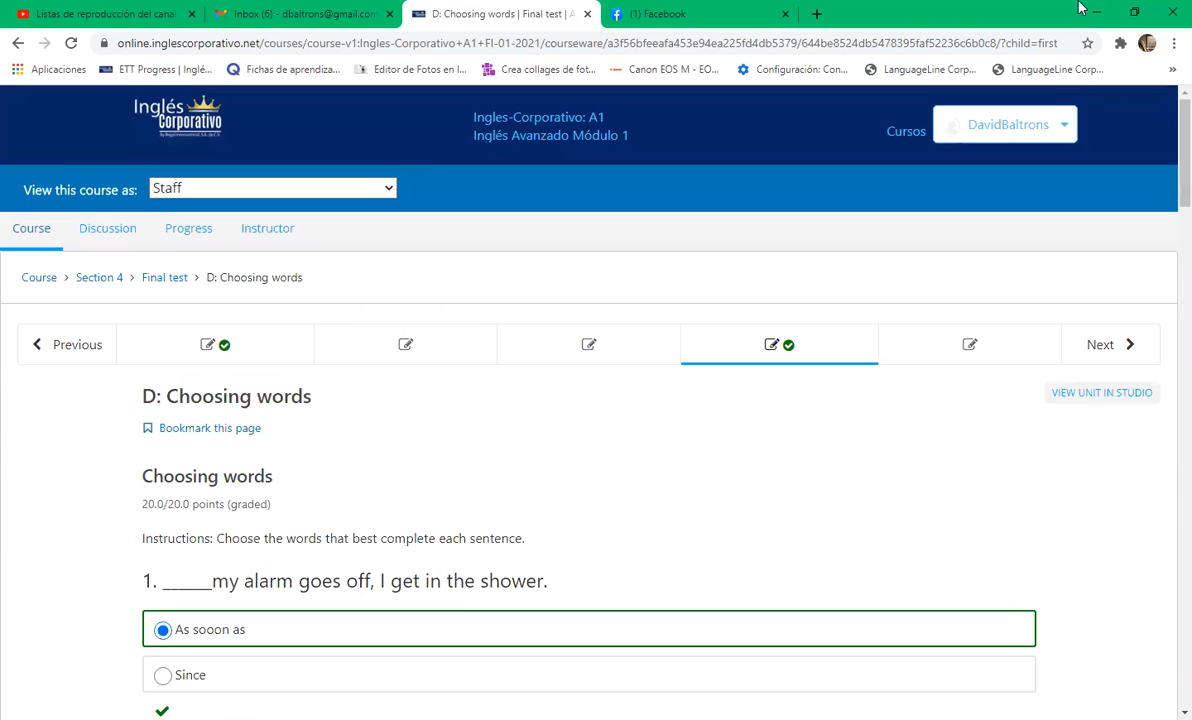 Listas de reproducción del canal
Inbox (6) - dbaltrons@gmail.com
D: Choosing words | Final test | A
(1) Facebook
online.inglescorporativo.net/courses/course-v1:Ingles-Corporativo+A1+FI-01-2021/courseware/a3f56bfeefa453e94ea225fd4db5379/644be8524db5478395faf52236c6b0c8/?child=first
Aplicaciones
ETT Progress | Inglé...
Fichas de aprendiza...
Editor de Fotos en l...
Crea collages de fot...
Canon EOS M - EO...
Configuración: Con...
LanguageLine Corp...
LanguageLine Corp...
»
Inglés
Corporativo
Ingles-Corporativo: A1
Inglés Avanzado Módulo 1
Cursos
DavidBaltrons
View this course as:
Staff
Course
Discussion
Progress
Instructor
Course > Section 4 > Final test > D: Choosing words
Previous
Next
D: Choosing words
VIEW UNIT IN STUDIO
Bookmark this page
Choosing words
20.0/20.0 points (graded)
Instructions: Choose the words that best complete each sentence.
1. ______my alarm goes off, I get in the shower.
As sooon as
Since